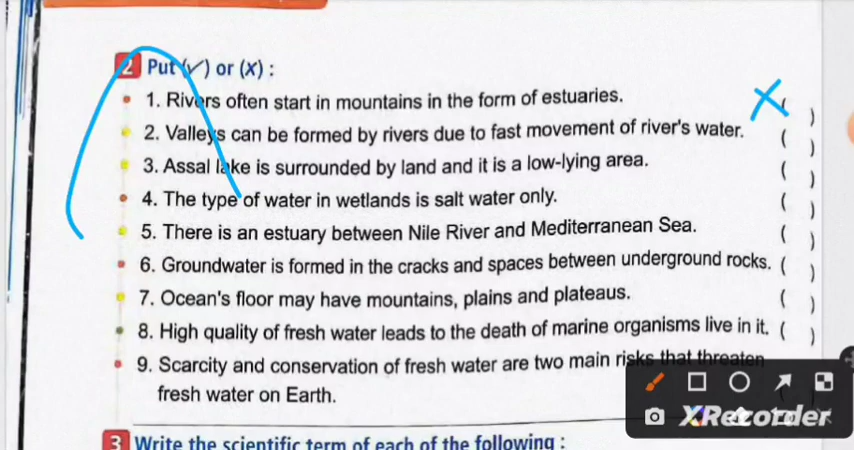 2 Put (✓) or (X) :
1. Rivers often start in mountains in the form of estuaries. ( )
2. Valleys can be formed by rivers due to fast movement of river's water. ( )
3. Assal lake is surrounded by land and it is a low-lying area. ( )
4. The type of water in wetlands is salt water only. ( )
5. There is an estuary between Nile River and Mediterranean Sea. ( )
6. Groundwater is formed in the cracks and spaces between underground rocks. ( )
7. Ocean's floor may have mountains, plains and plateaus. ( )
8. High quality of fresh water leads to the death of marine organisms live in it. ( )
9. Scarcity and conservation of fresh water are two main risks that threaten
fresh water on Earth.
XRecorder
3 Write the scientific term of each of the following :